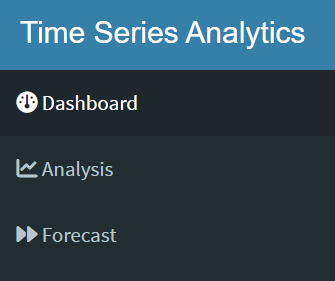 Time Series Analytics
Dashboard
Analysis
Forecast